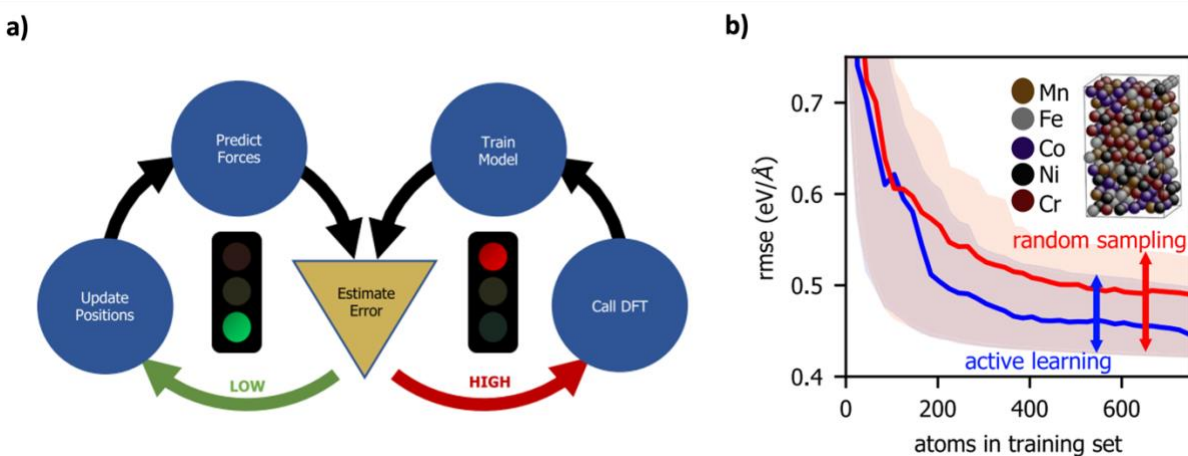 a)
Predict
Forces
Train
Model
Update
Positions
Estimate
Error
Call DFT
LOW
HIGH
b)
rmse (eV/Å)
0.7
0.6
0.5
0.4
Mn
Fe
Co
Ni
Cr
random sampling
active learning
0
200
400
600
atoms in training set